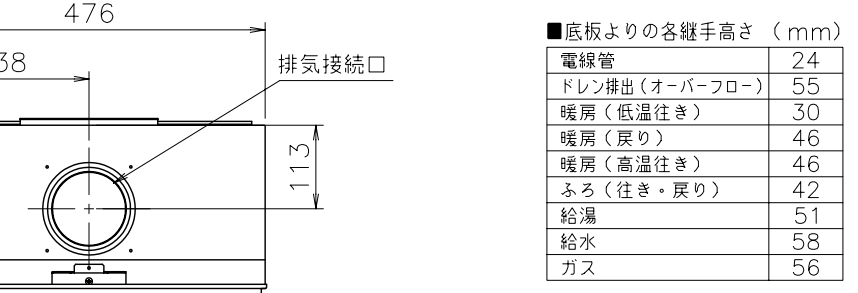 476
38
排気接続口
113
■底板よりの各継手高さ (mm)
電線管 24
ドレン排出(オーバーフロー) 55
暖房(低温往き) 30
暖房(戻り) 46
暖房(高温往き) 46
ふろ(往き・戻り) 42
給湯 51
給水 58
ガス 56